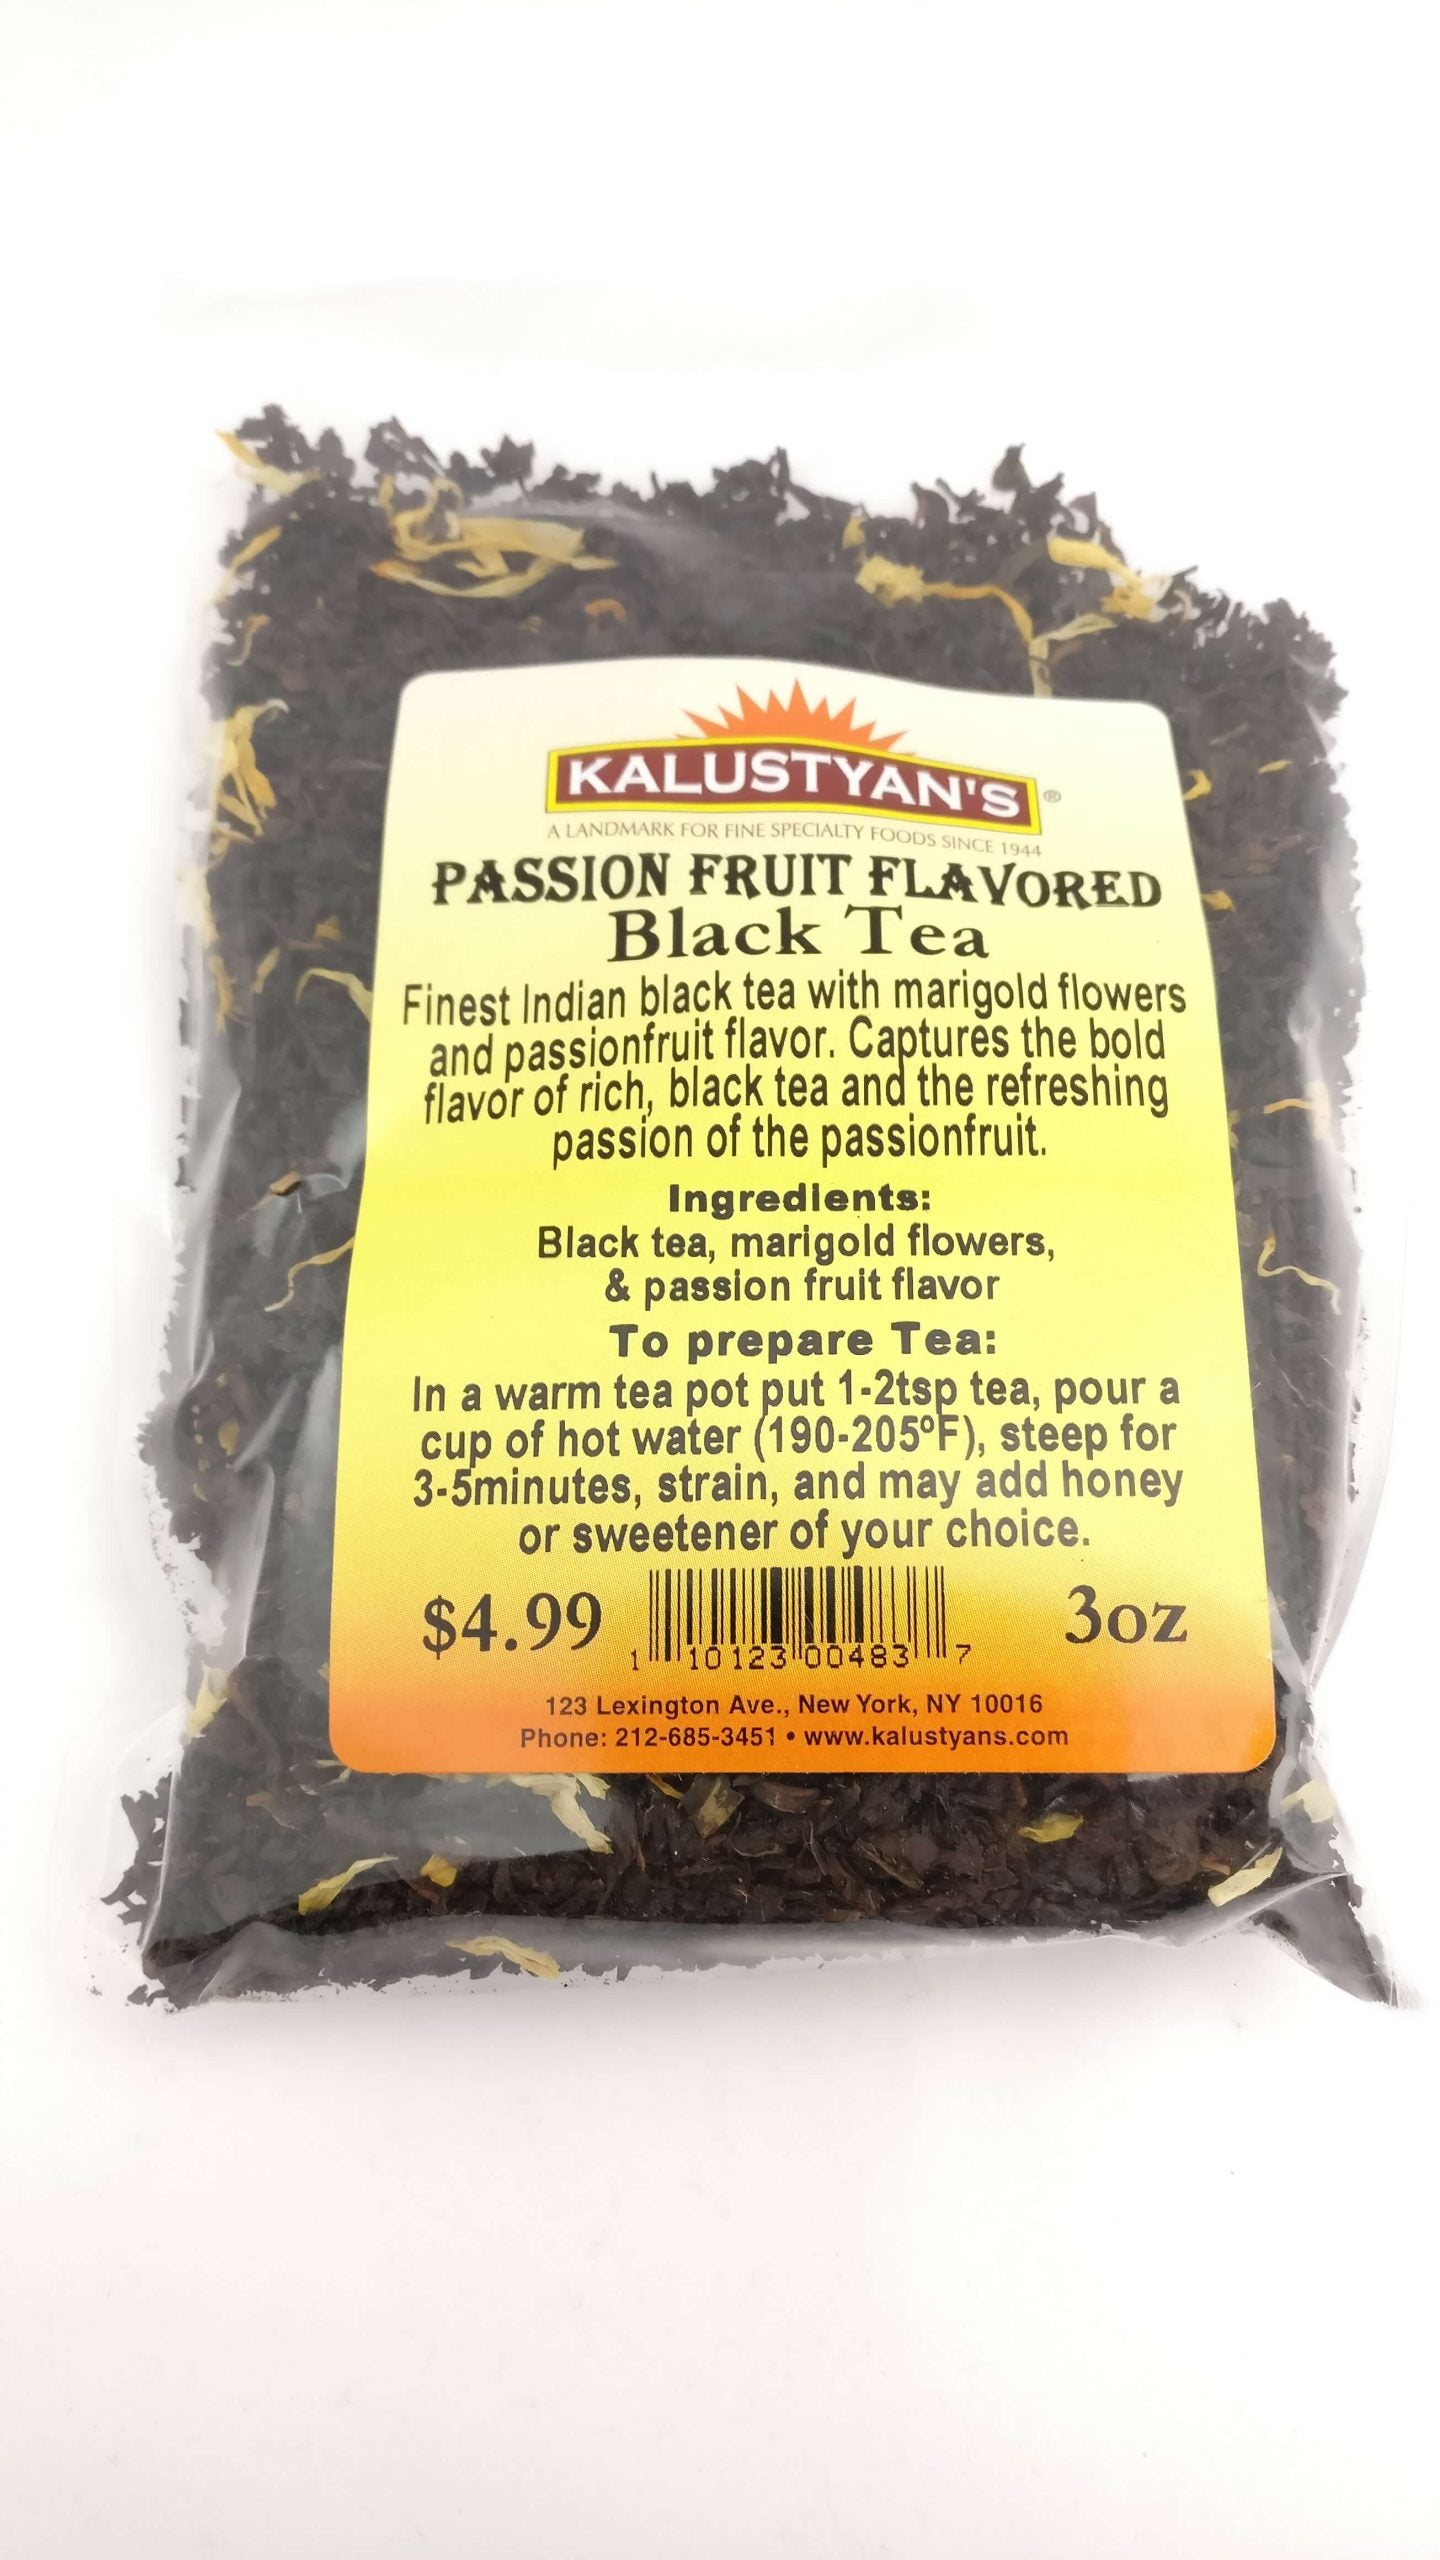 KALUSTYAN'S®
A LANDMARK FOR FINE SPECIALTY FOODS SINCE 1944
PASSION FRUIT FLAVORED
Black Tea
Finest Indian black tea with marigold flowers
and passionfruit flavor. Captures the bold
flavor of rich, black tea and the refreshing
passion of the passionfruit.
Ingredients:
Black tea, marigold flowers,
& passion fruit flavor
To prepare Tea:
In a warm tea pot put 1-2tsp tea, pour a
cup of hot water (190-205ºF), steep for
3-5minutes, strain, and may add honey
or sweetener of your choice.
$4.99 3oz
1 10123 00483 7
123 Lexington Ave., New York, NY 10016
Phone: 212-685-3451 • www.kalustyans.com